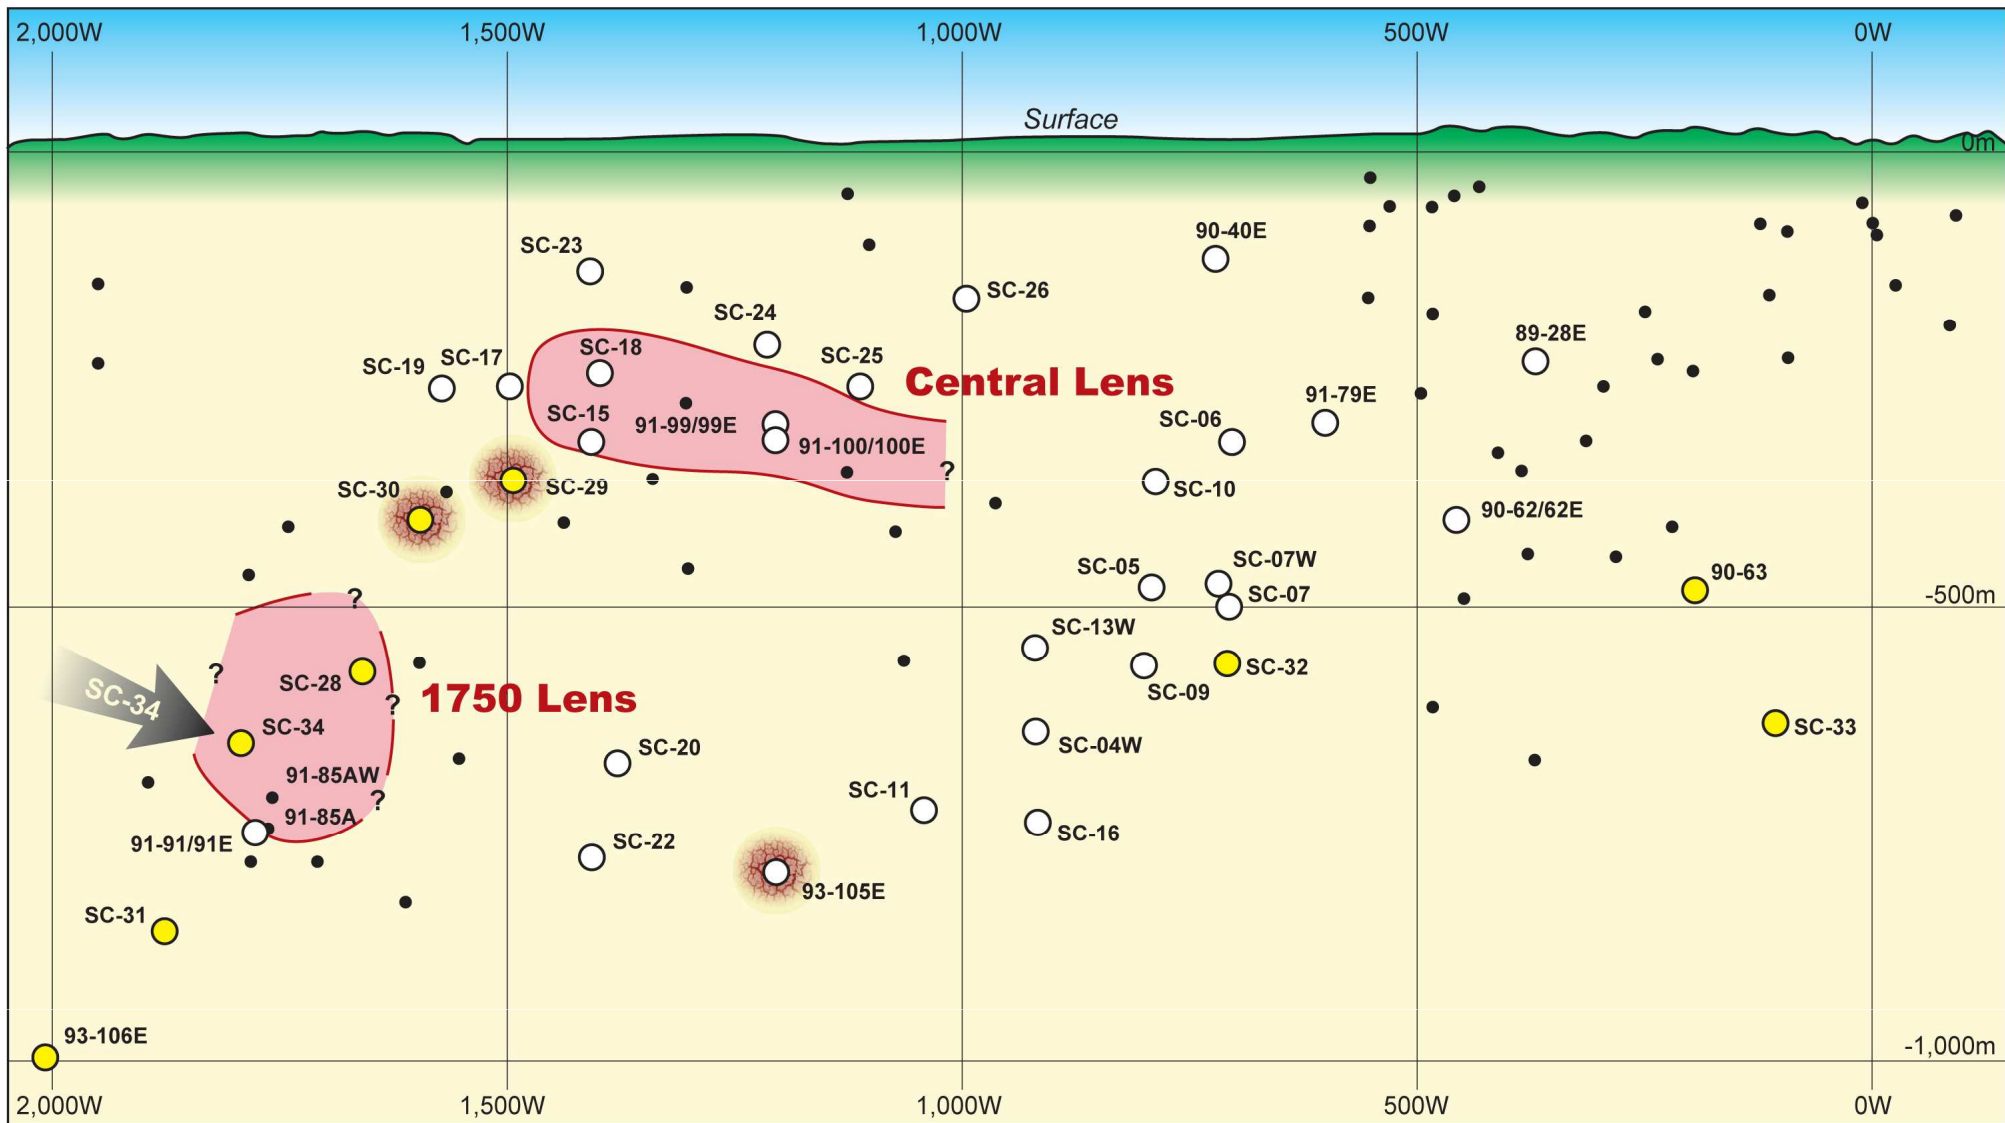 2,000W
1,500W
1,000W
500W
0W
Surface
0m
SC-23
90-40E
SC-26
SC-24
89-28E
SC-18
SC-17
SC-19
SC-25
Central Lens
91-79E
SC-15
SC-06
91-99/99E
91-100/100E
?
SC-30
SC-29
SC-10
90-62/62E
SC-05
SC-07W
90-63
SC-07
-500m
?
SC-13W
?
SC-28
SC-32
SC-34
1750 Lens
?
SC-09
SC-34
SC-33
SC-20
SC-04W
91-85AW
?
SC-11
91-85A
91-91/91E
SC-22
SC-16
93-105E
SC-31
93-106E
-1,000m
2,000W
1,500W
1,000W
500W
0W